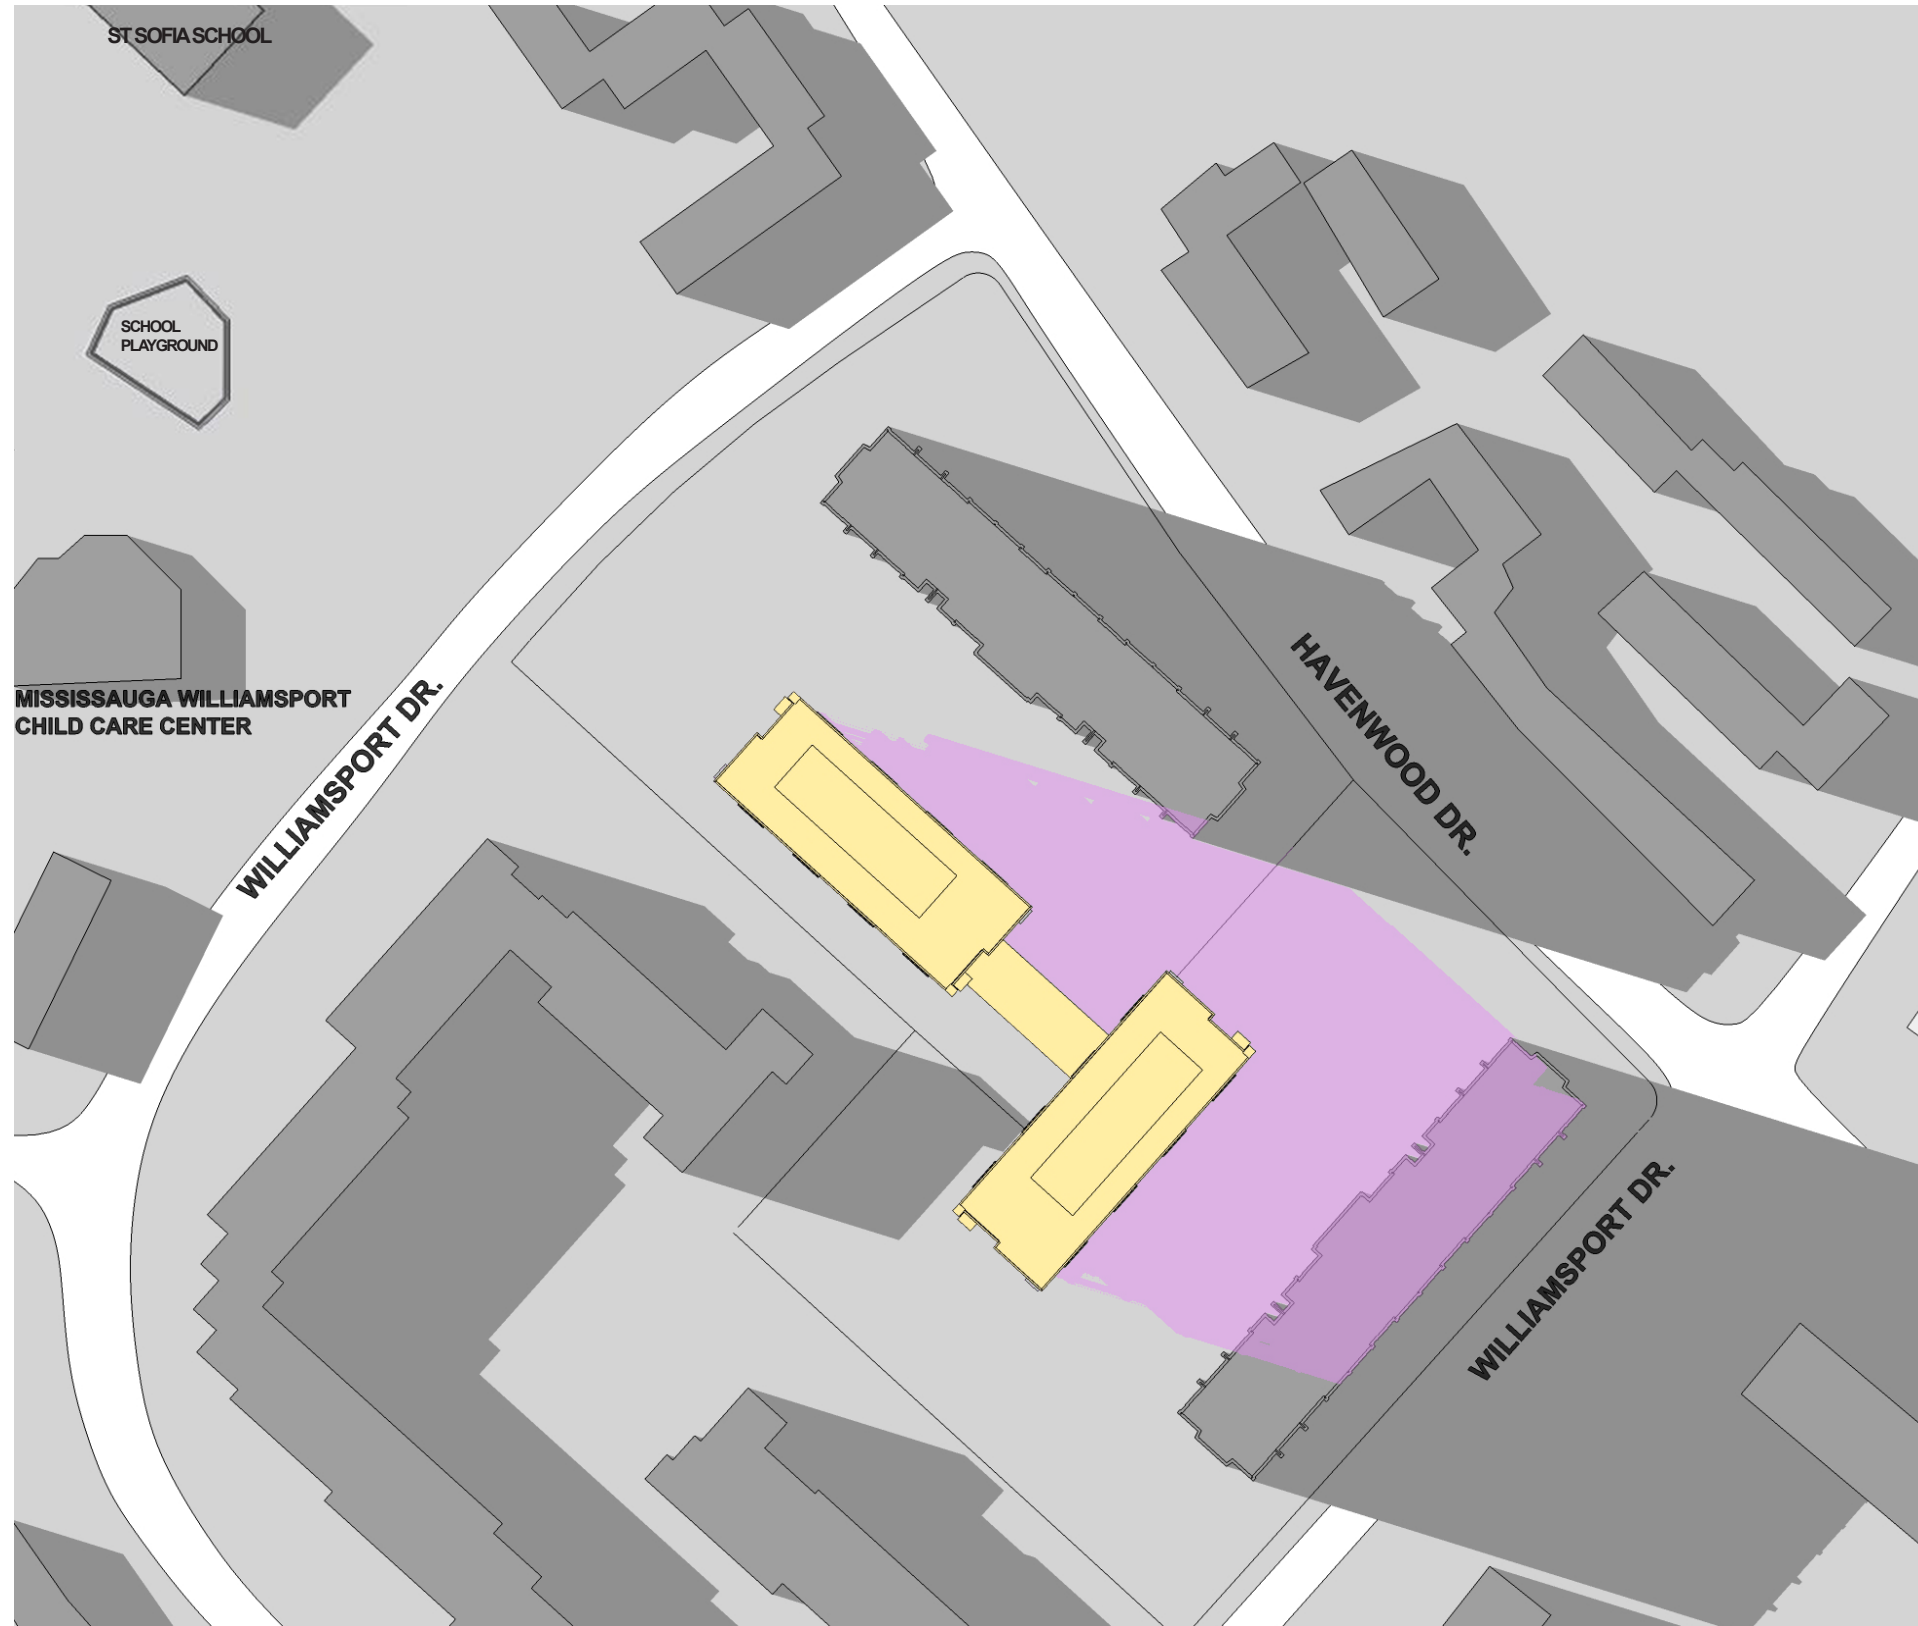 ST SOFIA SCHOOL
SCHOOL
PLAYGROUND
HAVENWOOD DR.
MISSISSAUGA WILLIAMSPORT
CHILD CARE CENTER
WILLIAMSPORT DR.
WILLIAMSPORT DR.